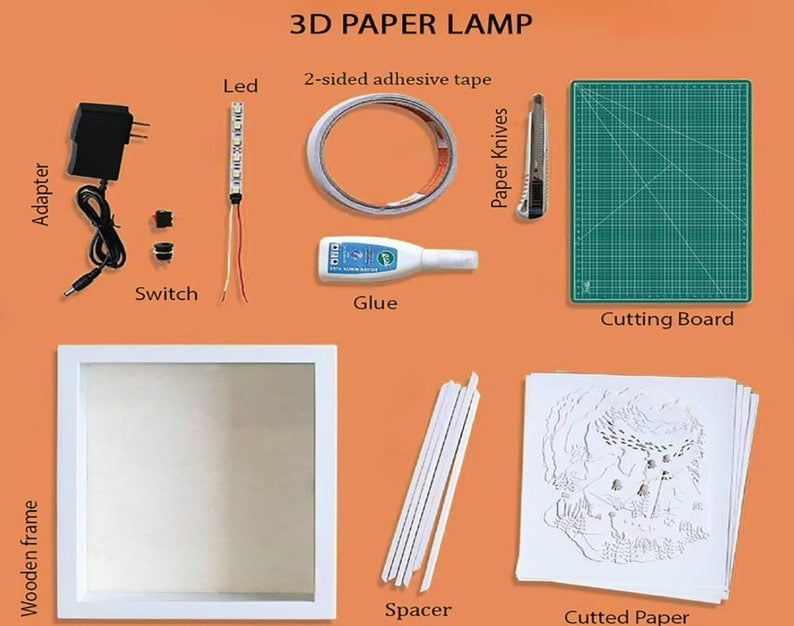 3D PAPER LAMP
Led
2-sided adhesive tape
Paper Knives
Adapter
Switch
Glue
Cutting Board
Wooden frame
Spacer
Cutted Paper